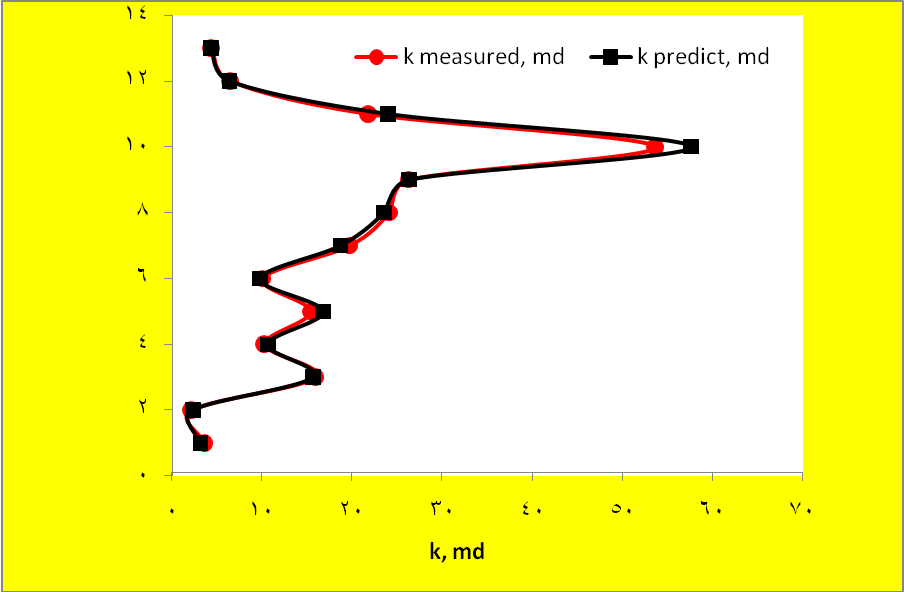 ١٤
k measured, md k predict, md
١٢
١٠
٨
٦
٤
٢
٠
٠ ١٠ ٢٠ ٣٠ ٤٠ ٥٠ ٦٠ ٧٠
k, md